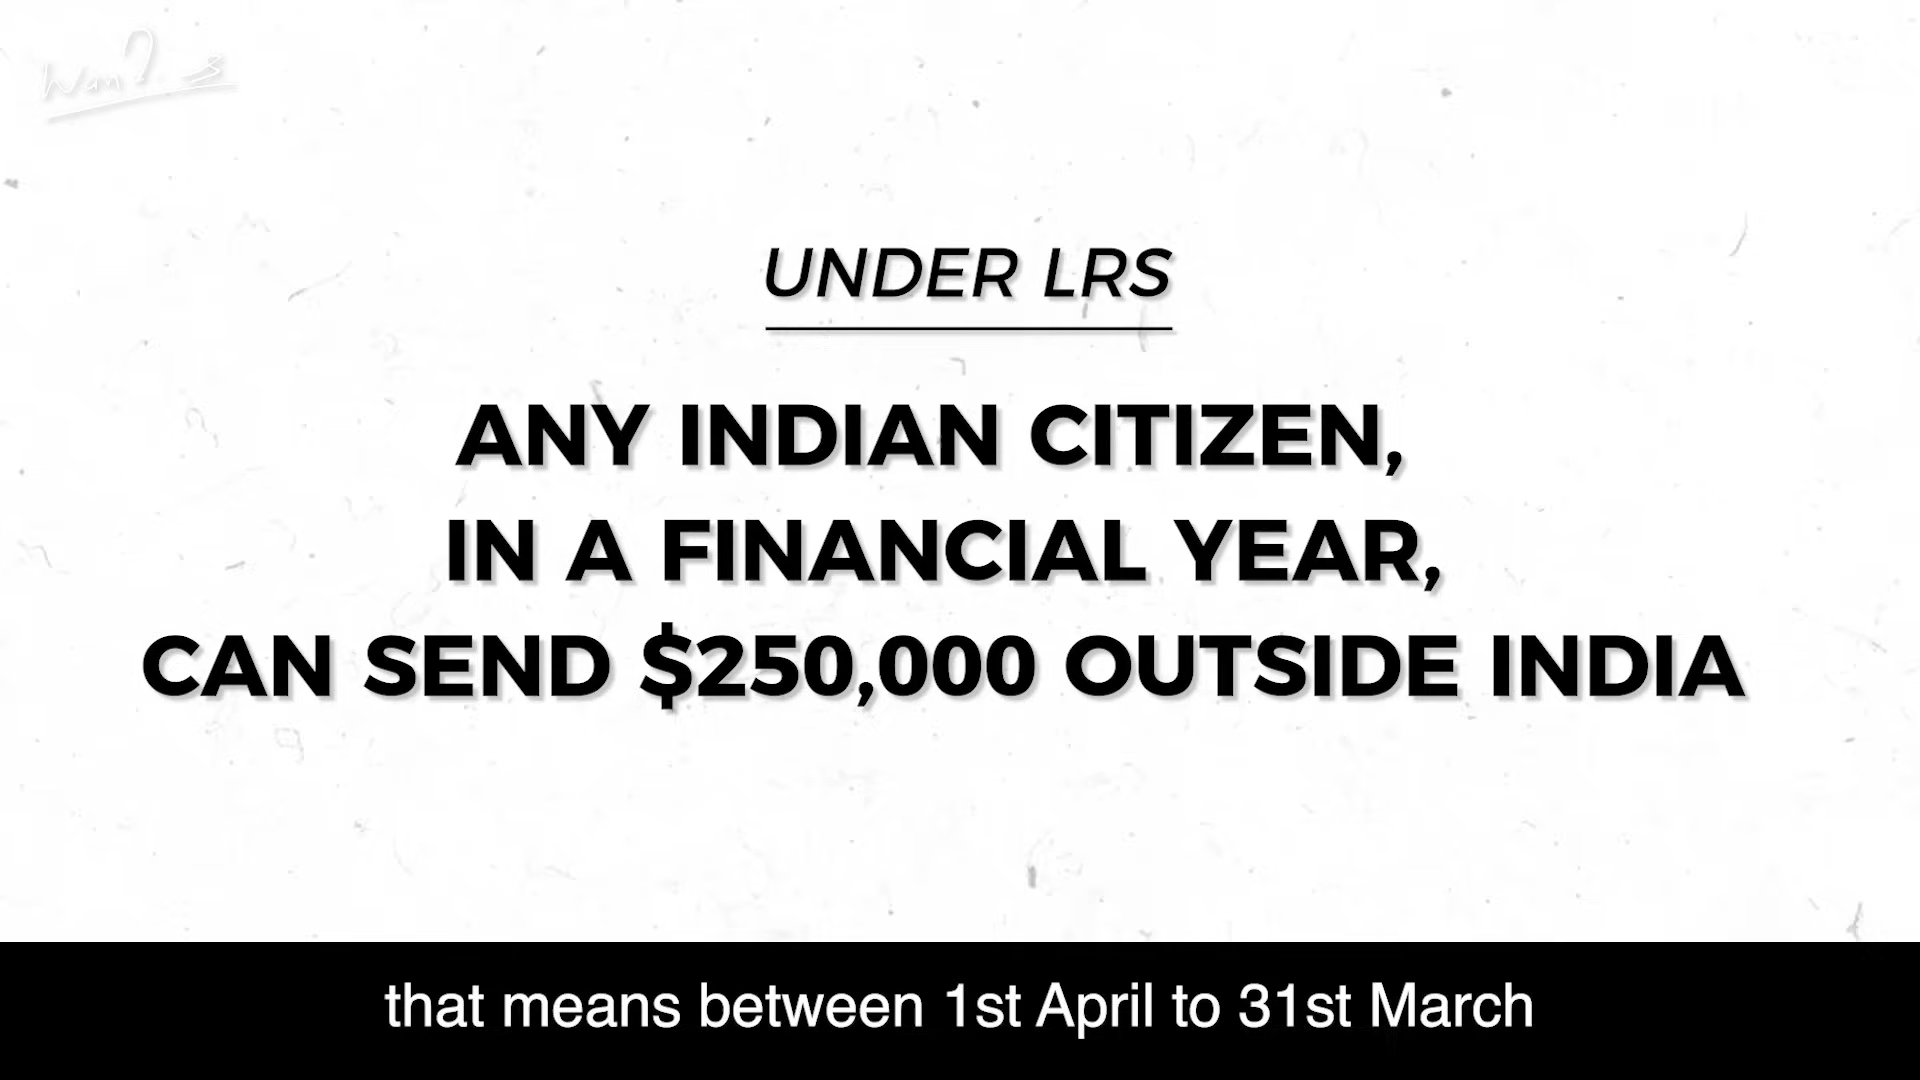 UNDER LRS
ANY INDIAN CITIZEN,
IN A FINANCIAL YEAR,
CAN SEND $250,000 OUTSIDE INDIA
that means between 1st April to 31st March